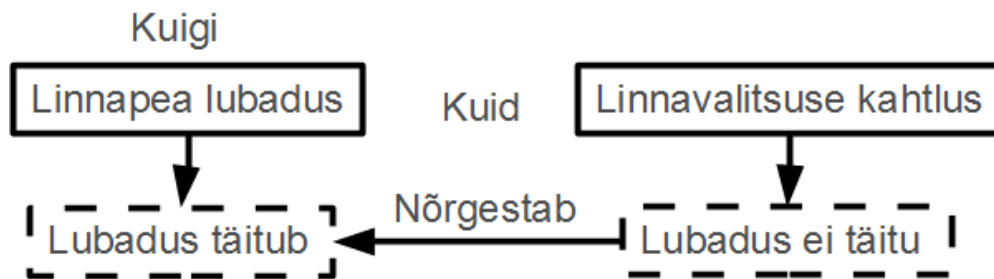 Kuigi
Linnapea lubadus
Kuid
Linnavalitsuse kahtlus
Nõrgestab
Lubadus täitub
Lubadus ei täitu